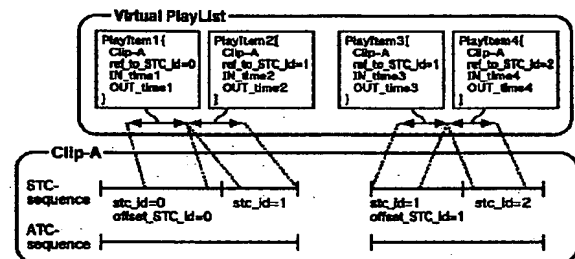 Virtual PlayList
PlayItem1{
Clip-A
ref_to_STC_id=0
IN_time1
OUT_time1
}
PlayItem2{
Clip-A
ref_to_STC_id=1
IN_time2
OUT_time2
}
PlayItem3{
Clip-A
ref_to_STC_id=1
IN_time3
OUT_time3
}
PlayItem4{
Clip-A
ref_to_STC_id=2
IN_time4
OUT_time4
}
Clip-A
STC-
sequence
stc_id=0
offset_STC_id=0
stc_id=1
stc_id=1
offset_STC_id=1
stc_id=2
ATC-
sequence